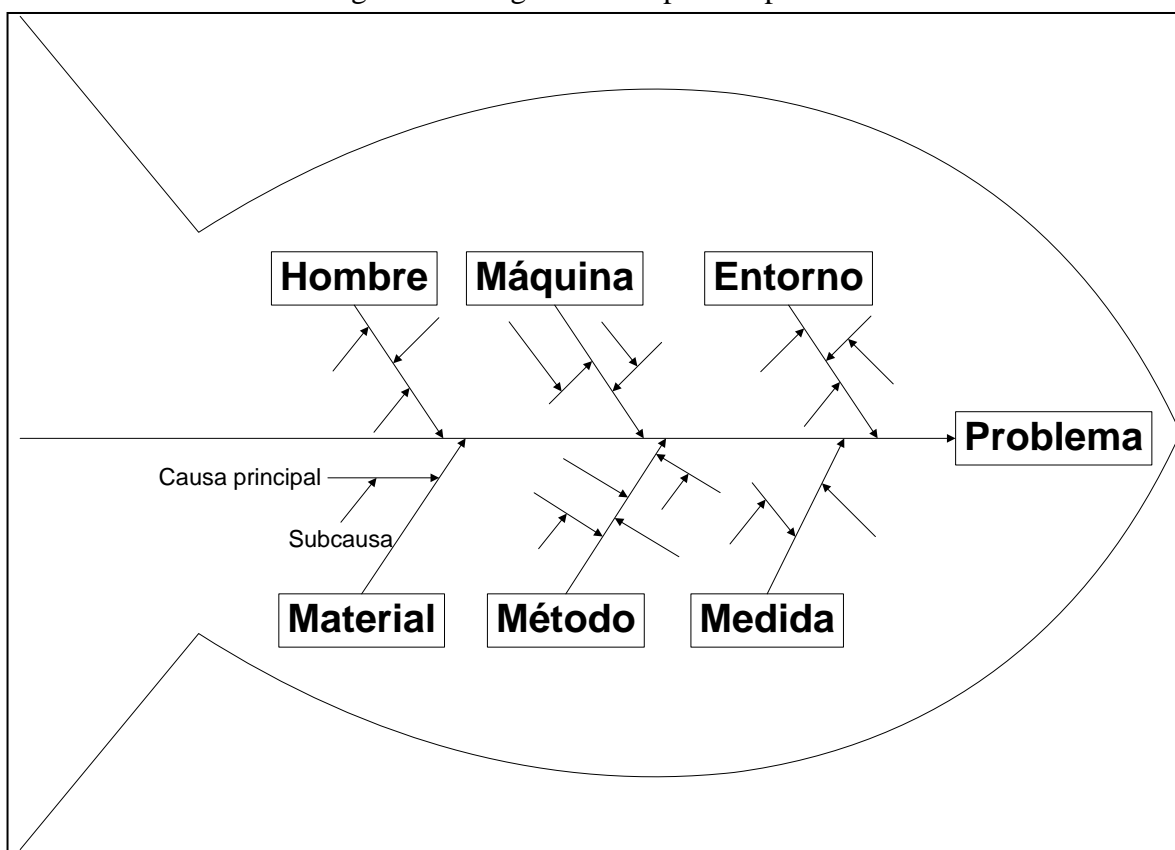 Hombre
Máquina
Entorno
Problema
Causa principal
Subcausa
Material
Método
Medida